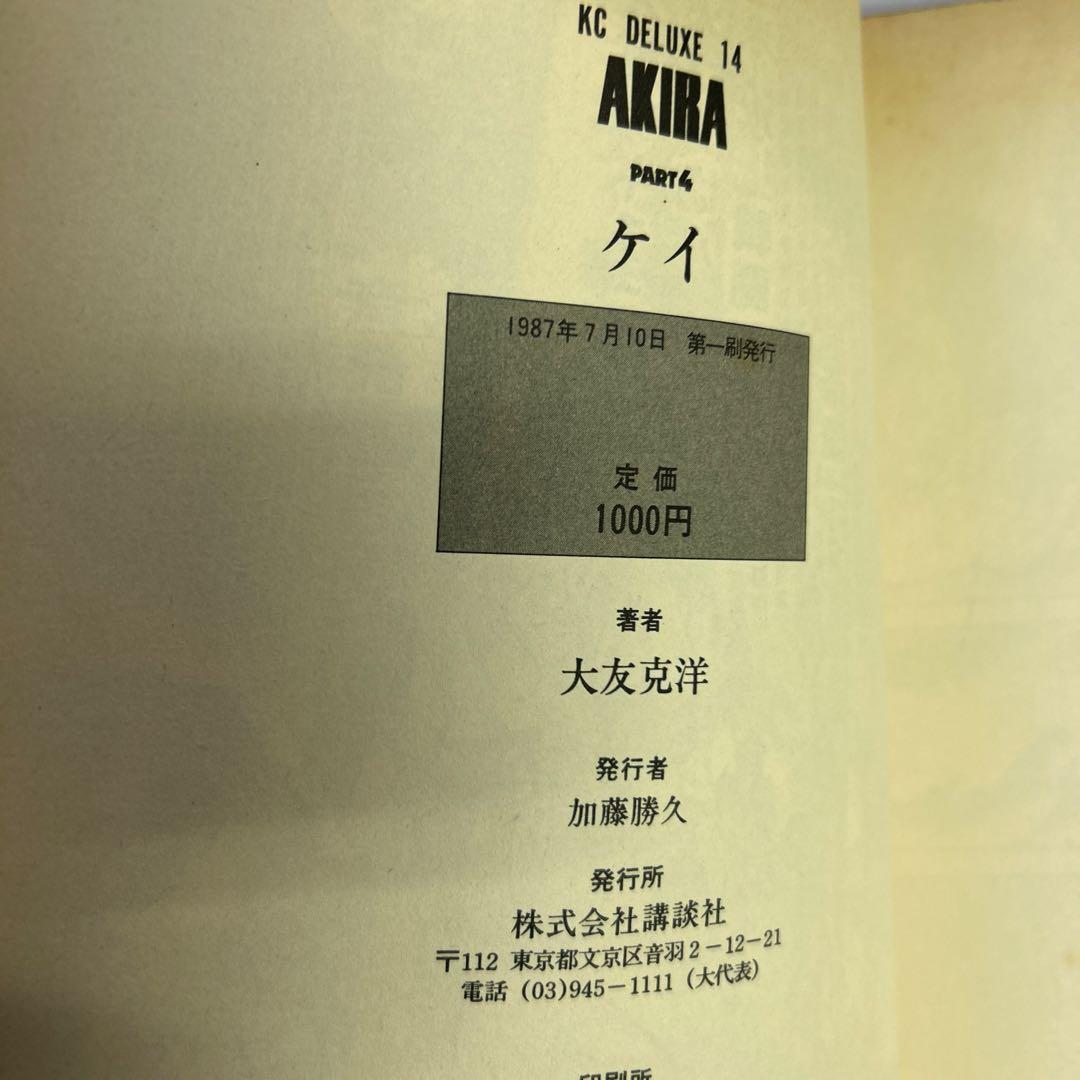 KC DELUXE 14
AKIRA
PART4
ケイ
1987年7月10日 第一刷発行
定価
1000円
著者
大友克洋
発行者
加藤勝久
発行所
株式会社講談社
〒112 東京都文京区音羽2-12-21
電話 (03)945-1111 (大代表)
印刷所